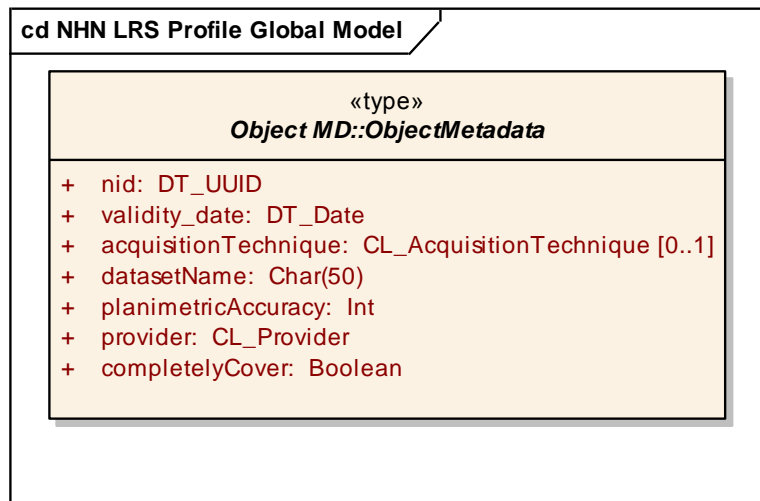 cd NHN LRS Profile Global Model
«type»
Object MD::ObjectMetadata
+ nid: DT_UUID
+ validity_date: DT_Date
+ acquisitionTechnique: CL_AcquisitionTechnique [0..1]
+ datasetName: Char(50)
+ planimetricAccuracy: Int
+ provider: CL_Provider
+ completelyCover: Boolean